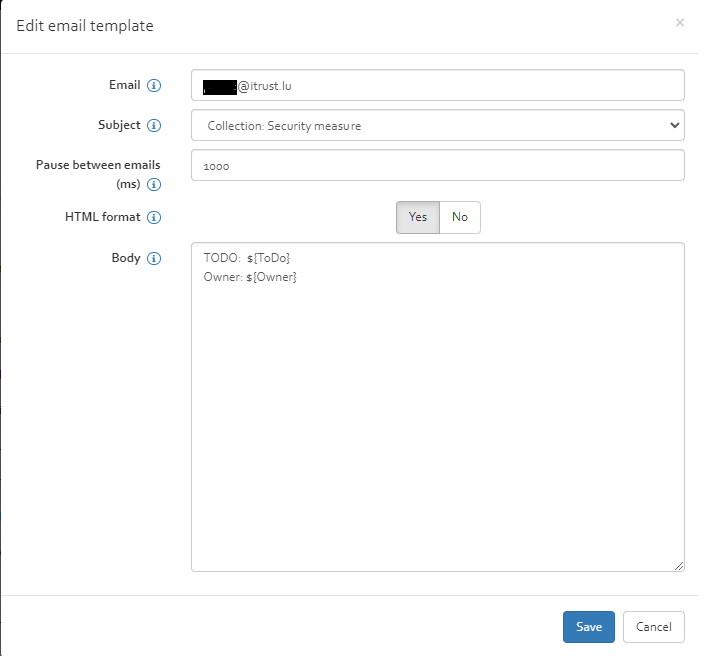 Edit email template
×
Email
@itrust.lu
Subject
Collection: Security measure
Pause between emails
(ms)
1000
HTML format
Yes
No
Body
TODO: ${ToDo}
Owner: ${Owner}
Save
Cancel